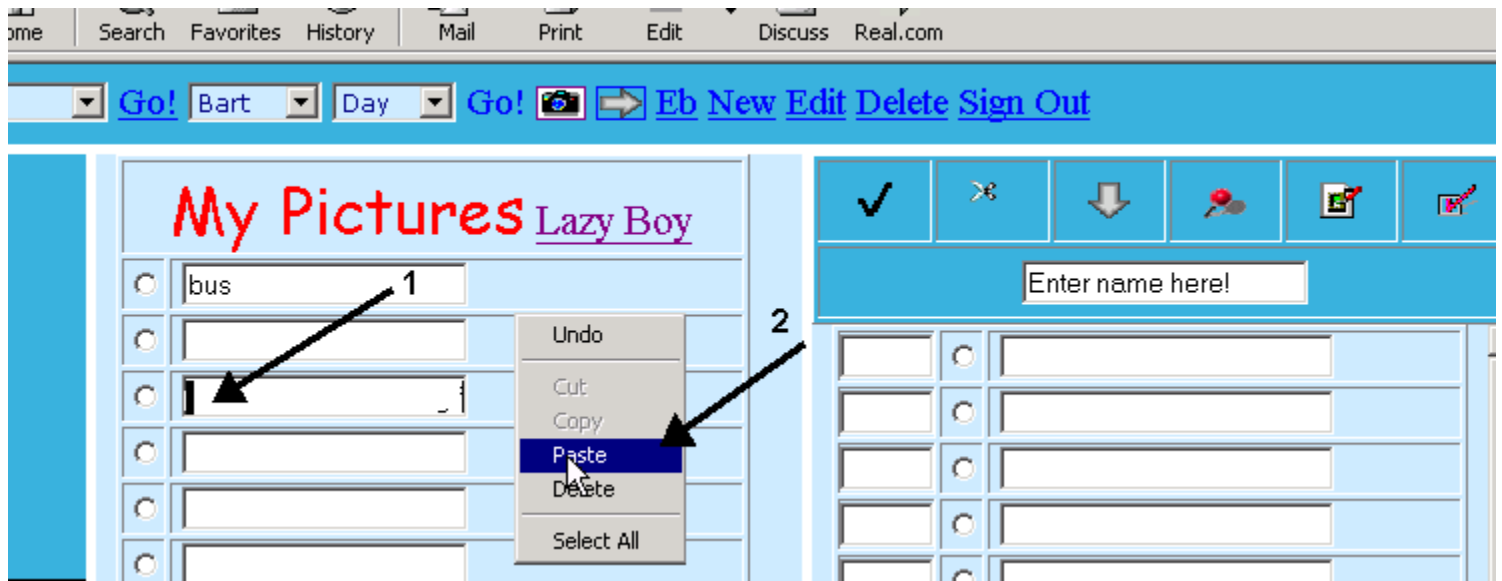 Search Favorites History Mail Print Edit Discuss Real.com
Go! Bart Day Go! Eb New Edit Delete Sign Out
My Pictures Lazy Boy
bus
1
Enter name here!
2
Undo
Cut
Copy
Paste
Delete
Select All